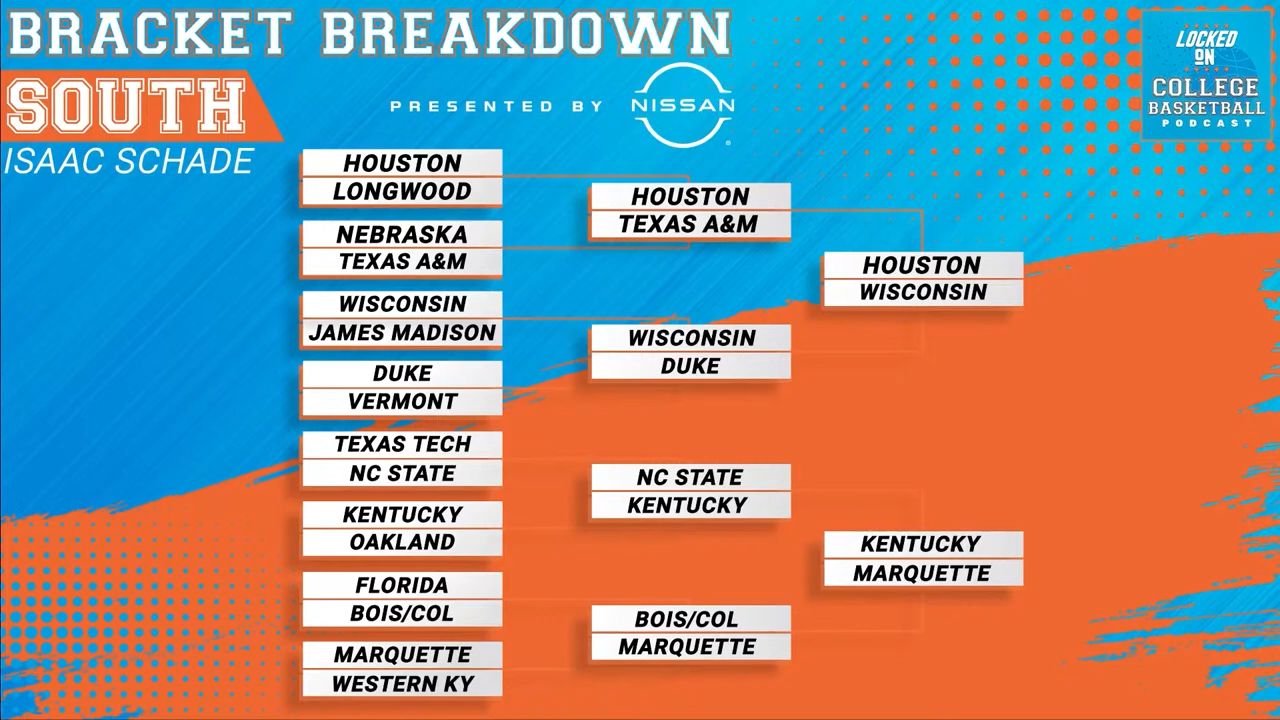 BRACKET BREAKDOWN
SOUTH
ISAAC SCHADE
PRESENTED BY NISSAN
LOCKED
ON
COLLEGE
BASKETBALL
PODCAST
HOUSTON
LONGWOOD
NEBRASKA
TEXAS A&M
WISCONSIN
JAMES MADISON
DUKE
VERMONT
TEXAS TECH
NC STATE
KENTUCKY
OAKLAND
FLORIDA
BOIS/COL
MARQUETTE
WESTERN KY
HOUSTON
TEXAS A&M
WISCONSIN
DUKE
NC STATE
KENTUCKY
BOIS/COL
MARQUETTE
HOUSTON
WISCONSIN
KENTUCKY
MARQUETTE